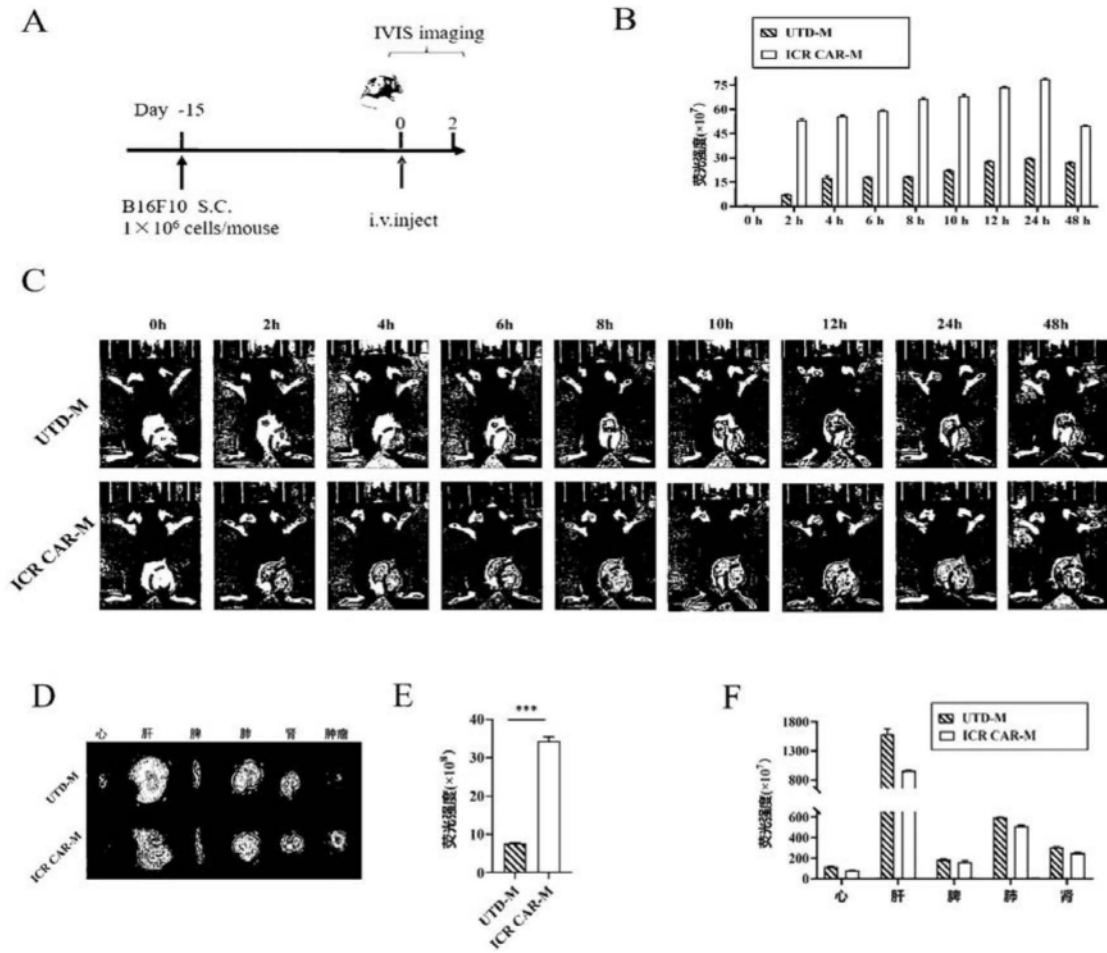 A
IVIS imaging
Day -15
0
2
B16F10 S.C.
1×10⁶ cells/mouse
i.v.inject
B
UTD-M
ICR CAR-M
荧光强度(×10⁷)
75
60
45
30
15
0
0 h
2 h
4 h
6 h
8 h
10 h
12 h
24 h
48 h
C
0h
2h
4h
6h
8h
10h
12h
24h
48h
UTD-M
ICR CAR-M
D
心
肝
脾
肺
肾
肿瘤
UTD-M
ICR CAR-M
E
***
荧光强度(×10⁸)
40
30
20
10
0
UTD-M
ICR CAR-M
F
UTD-M
ICR CAR-M
荧光强度(×10⁷)
1800
1300
800
600
400
200
心
肝
脾
肺
肾